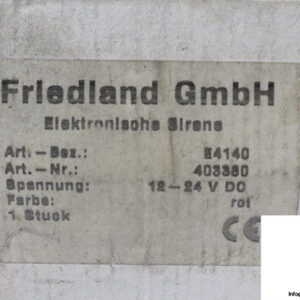 Friedland GmbH
Elektronische Sirene
Art.-Bez.: E4140
Art.-Nr.: 403380
Spannung: 12-24 V DC
Farbe: rot
1 Stuck
CE